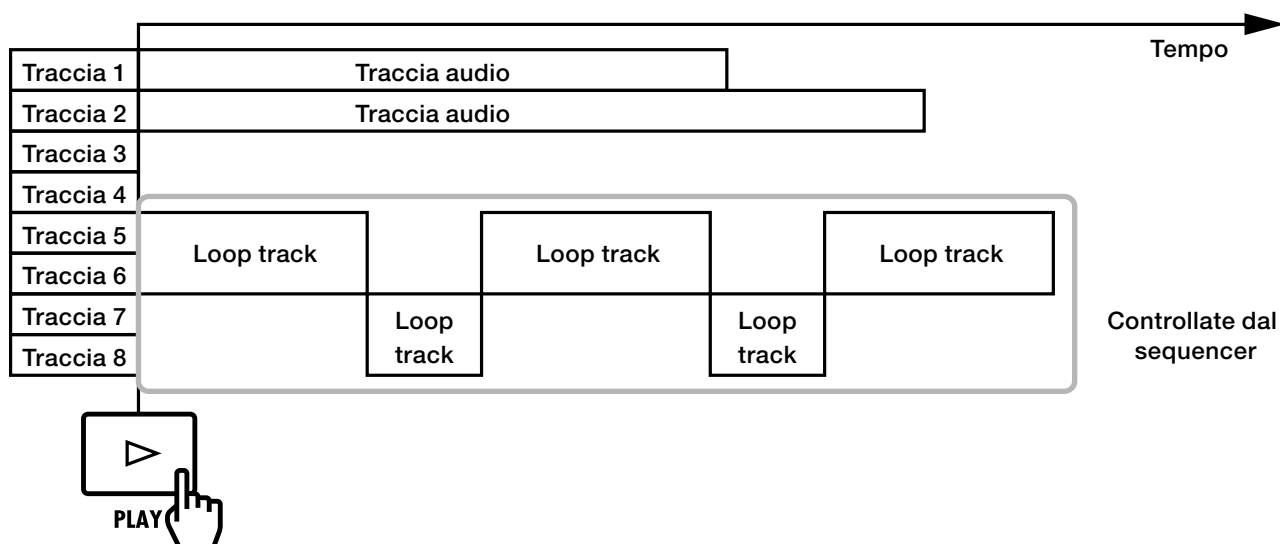 Tempo
Traccia 1
Traccia audio
Traccia 2
Traccia audio
Traccia 3
Traccia 4
Traccia 5
Traccia 6
Loop track
Loop track
Loop track
Traccia 7
Traccia 8
Loop
track
Loop
track
Controllate dal
sequencer
PLAY